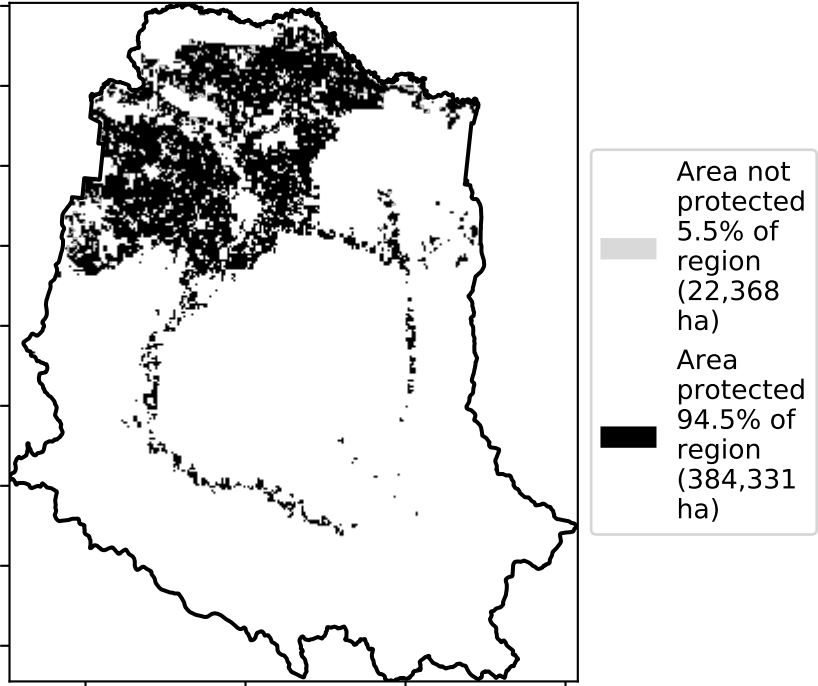 Area not
protected
5.5% of
region
(22,368
ha)
Area
protected
94.5% of
region
(384,331
ha)